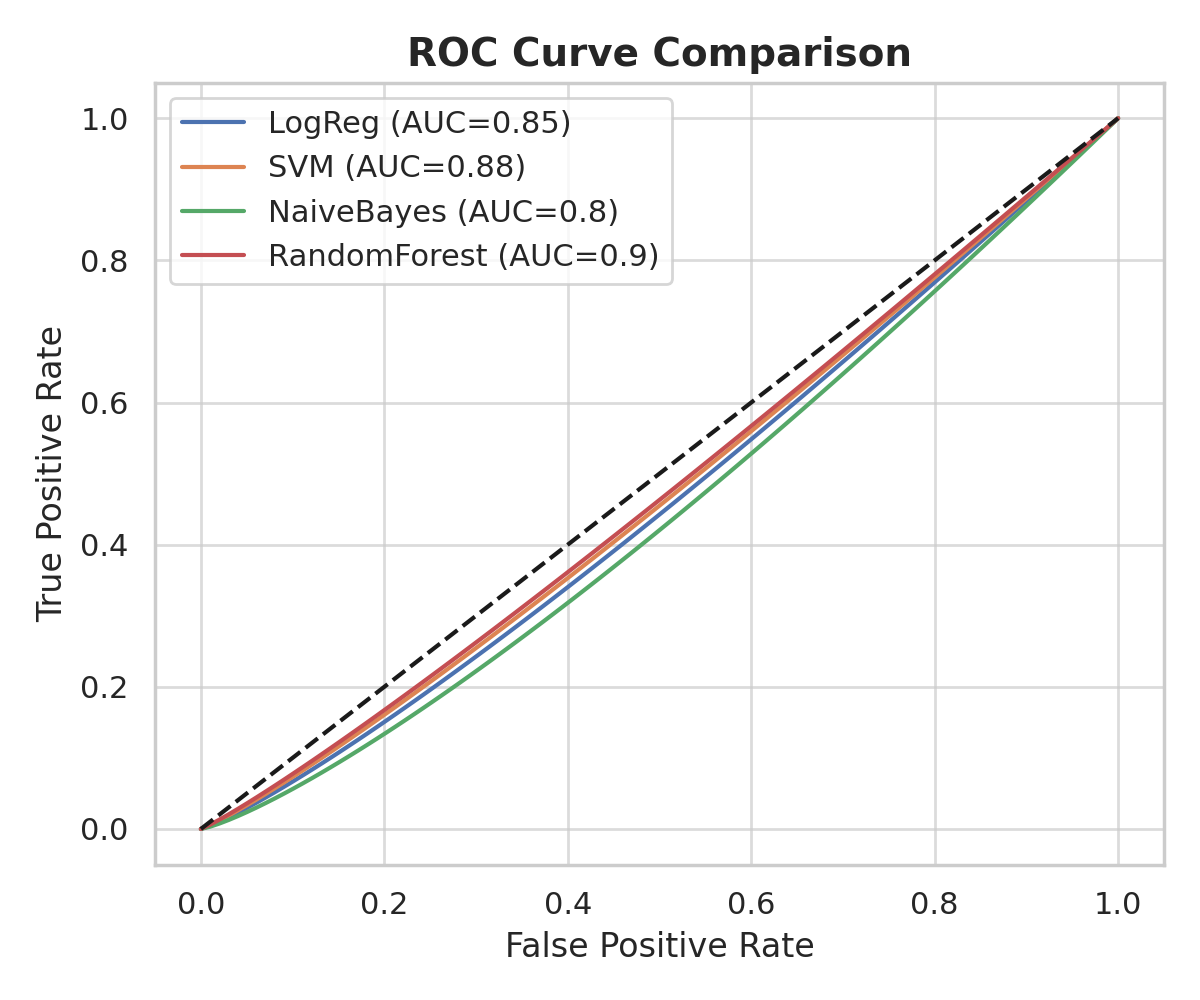 ROC Curve Comparison
LogReg (AUC=0.85)
SVM (AUC=0.88)
NaiveBayes (AUC=0.8)
RandomForest (AUC=0.9)
True Positive Rate
1.0
0.8
0.6
0.4
0.2
0.0
0.0 0.2 0.4 0.6 0.8 1.0
False Positive Rate